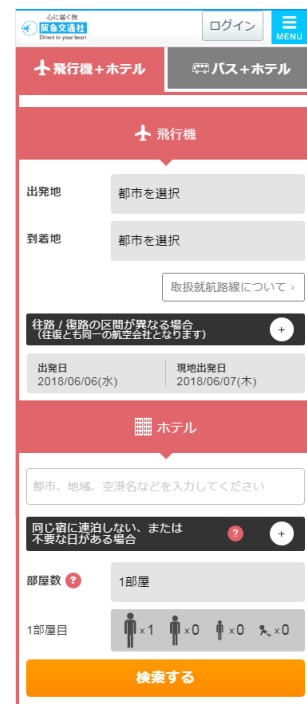 心に届く旅
阪急交通社
Direct to your heart
ログイン
MENU
飛行機+ホテル
バス+ホテル
飛行機
出発地
都市を選択
到着地
都市を選択
取扱就航路線について ›
往路 / 復路の区間が異なる場合
(往復とも同一の航空会社となります)
+
出発日
2018/06/06(水)
現地出発日
2018/06/07(木)
ホテル
都市、地域、空港名などを入力してください
同じ宿に連泊しない、または
不要な日がある場合
?
+
部屋数 ?
1部屋
1部屋目
×1 ×0 ×0 ×0
検索する